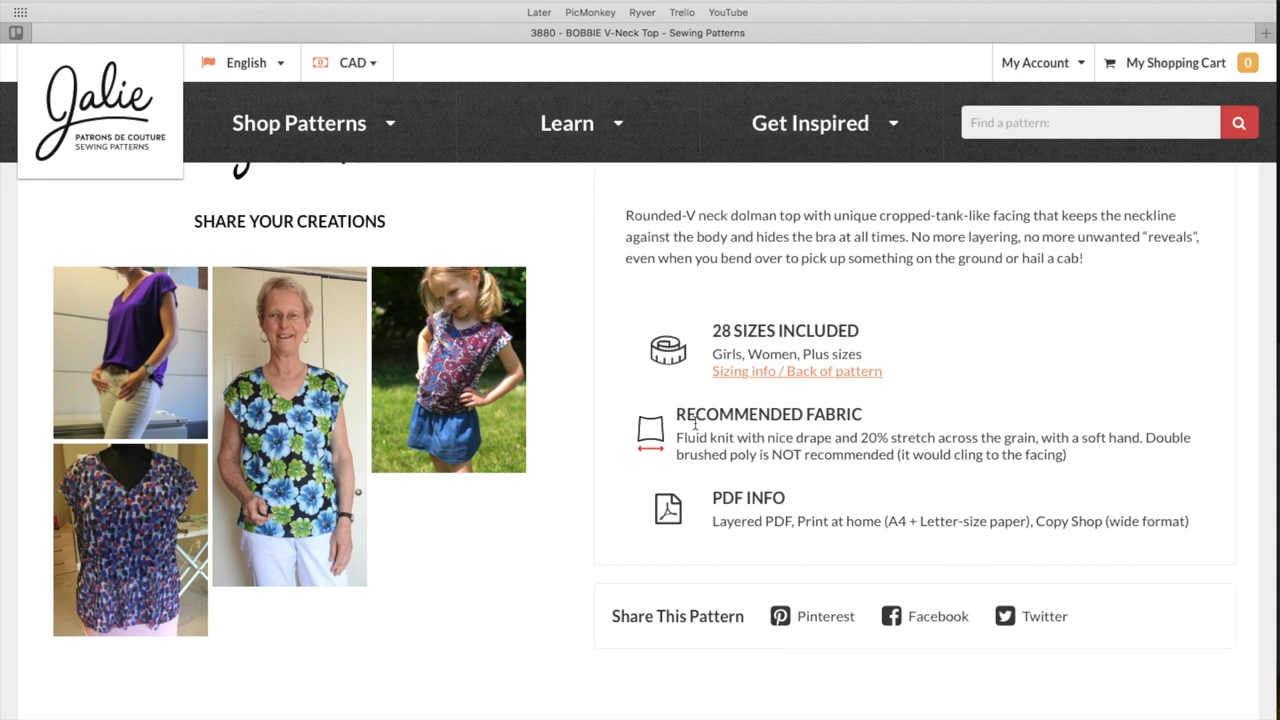 Later PicMonkey Ryver Trello YouTube
3880 - BOBBIE V-Neck Top - Sewing Patterns
English CAD My Account My Shopping Cart 0
Jalie
PATRONS DE COUTURE
SEWING PATTERNS
Shop Patterns Learn Get Inspired Find a pattern:
SHARE YOUR CREATIONS
Rounded-V neck dolman top with unique cropped-tank-like facing that keeps the neckline
against the body and hides the bra at all times. No more layering, no more unwanted “reveals”,
even when you bend over to pick up something on the ground or hail a cab!
28 SIZES INCLUDED
Girls, Women, Plus sizes
Sizing info / Back of pattern
RECOMMENDED FABRIC
Fluid knit with nice drape and 20% stretch across the grain, with a soft hand. Double
brushed poly is NOT recommended (it would cling to the facing)
PDF INFO
Layered PDF, Print at home (A4 + Letter-size paper), Copy Shop (wide format)
Share This Pattern Pinterest Facebook Twitter